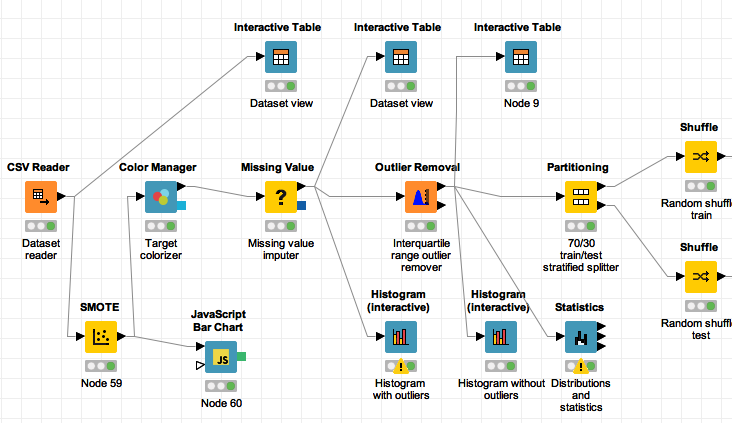 Interactive Table
Dataset view
Interactive Table
Dataset view
Interactive Table
Node 9
CSV Reader
Dataset
reader
Color Manager
Target
colorizer
Missing Value
?
Missing value
imputer
Outlier Removal
Interquartile
range outlier
remover
Partitioning
70/30
train/test
stratified splitter
Shuffle
Random shuffl
train
Shuffle
Random shuffl
test
SMOTE
Node 59
JavaScript
Bar Chart
JS
Node 60
Histogram
(interactive)
!
Histogram
with outliers
Histogram
(interactive)
Histogram without
outliers
Statistics
!
Distributions
and
statistics